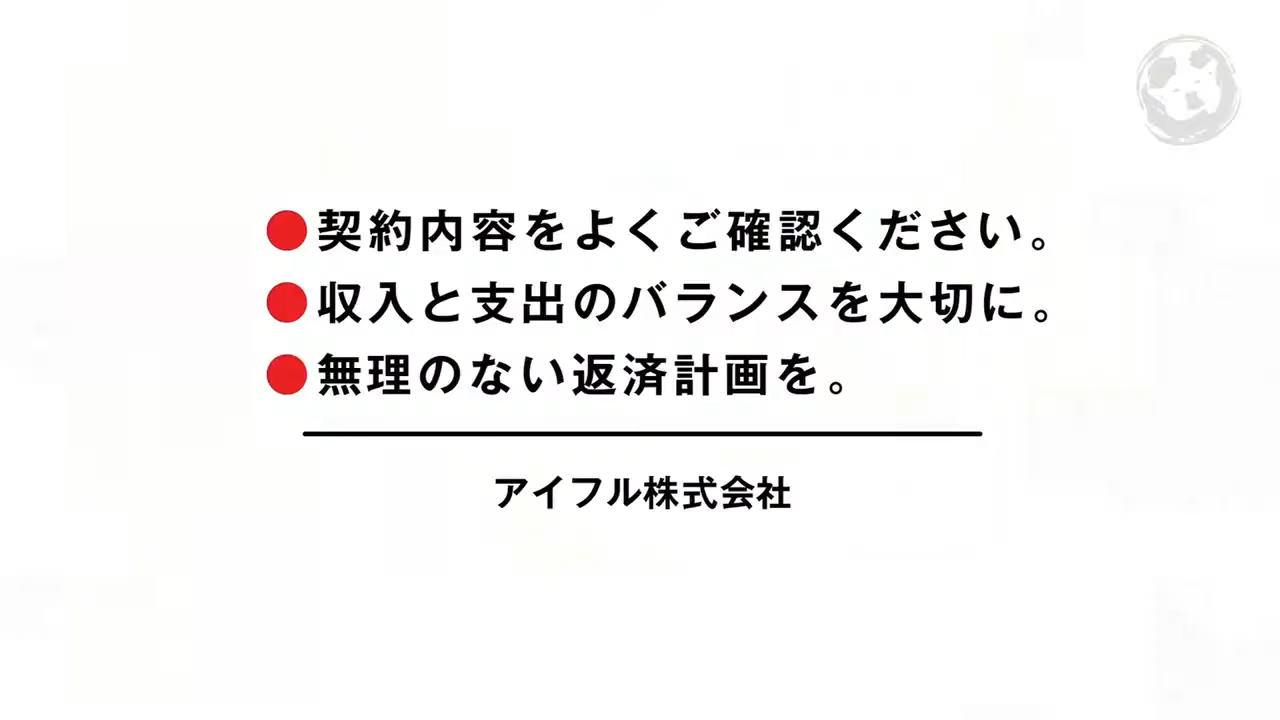 ●契約内容をよくご確認ください。
●収入と支出のバランスを大切に。
●無理のない返済計画を。
アイフル株式会社